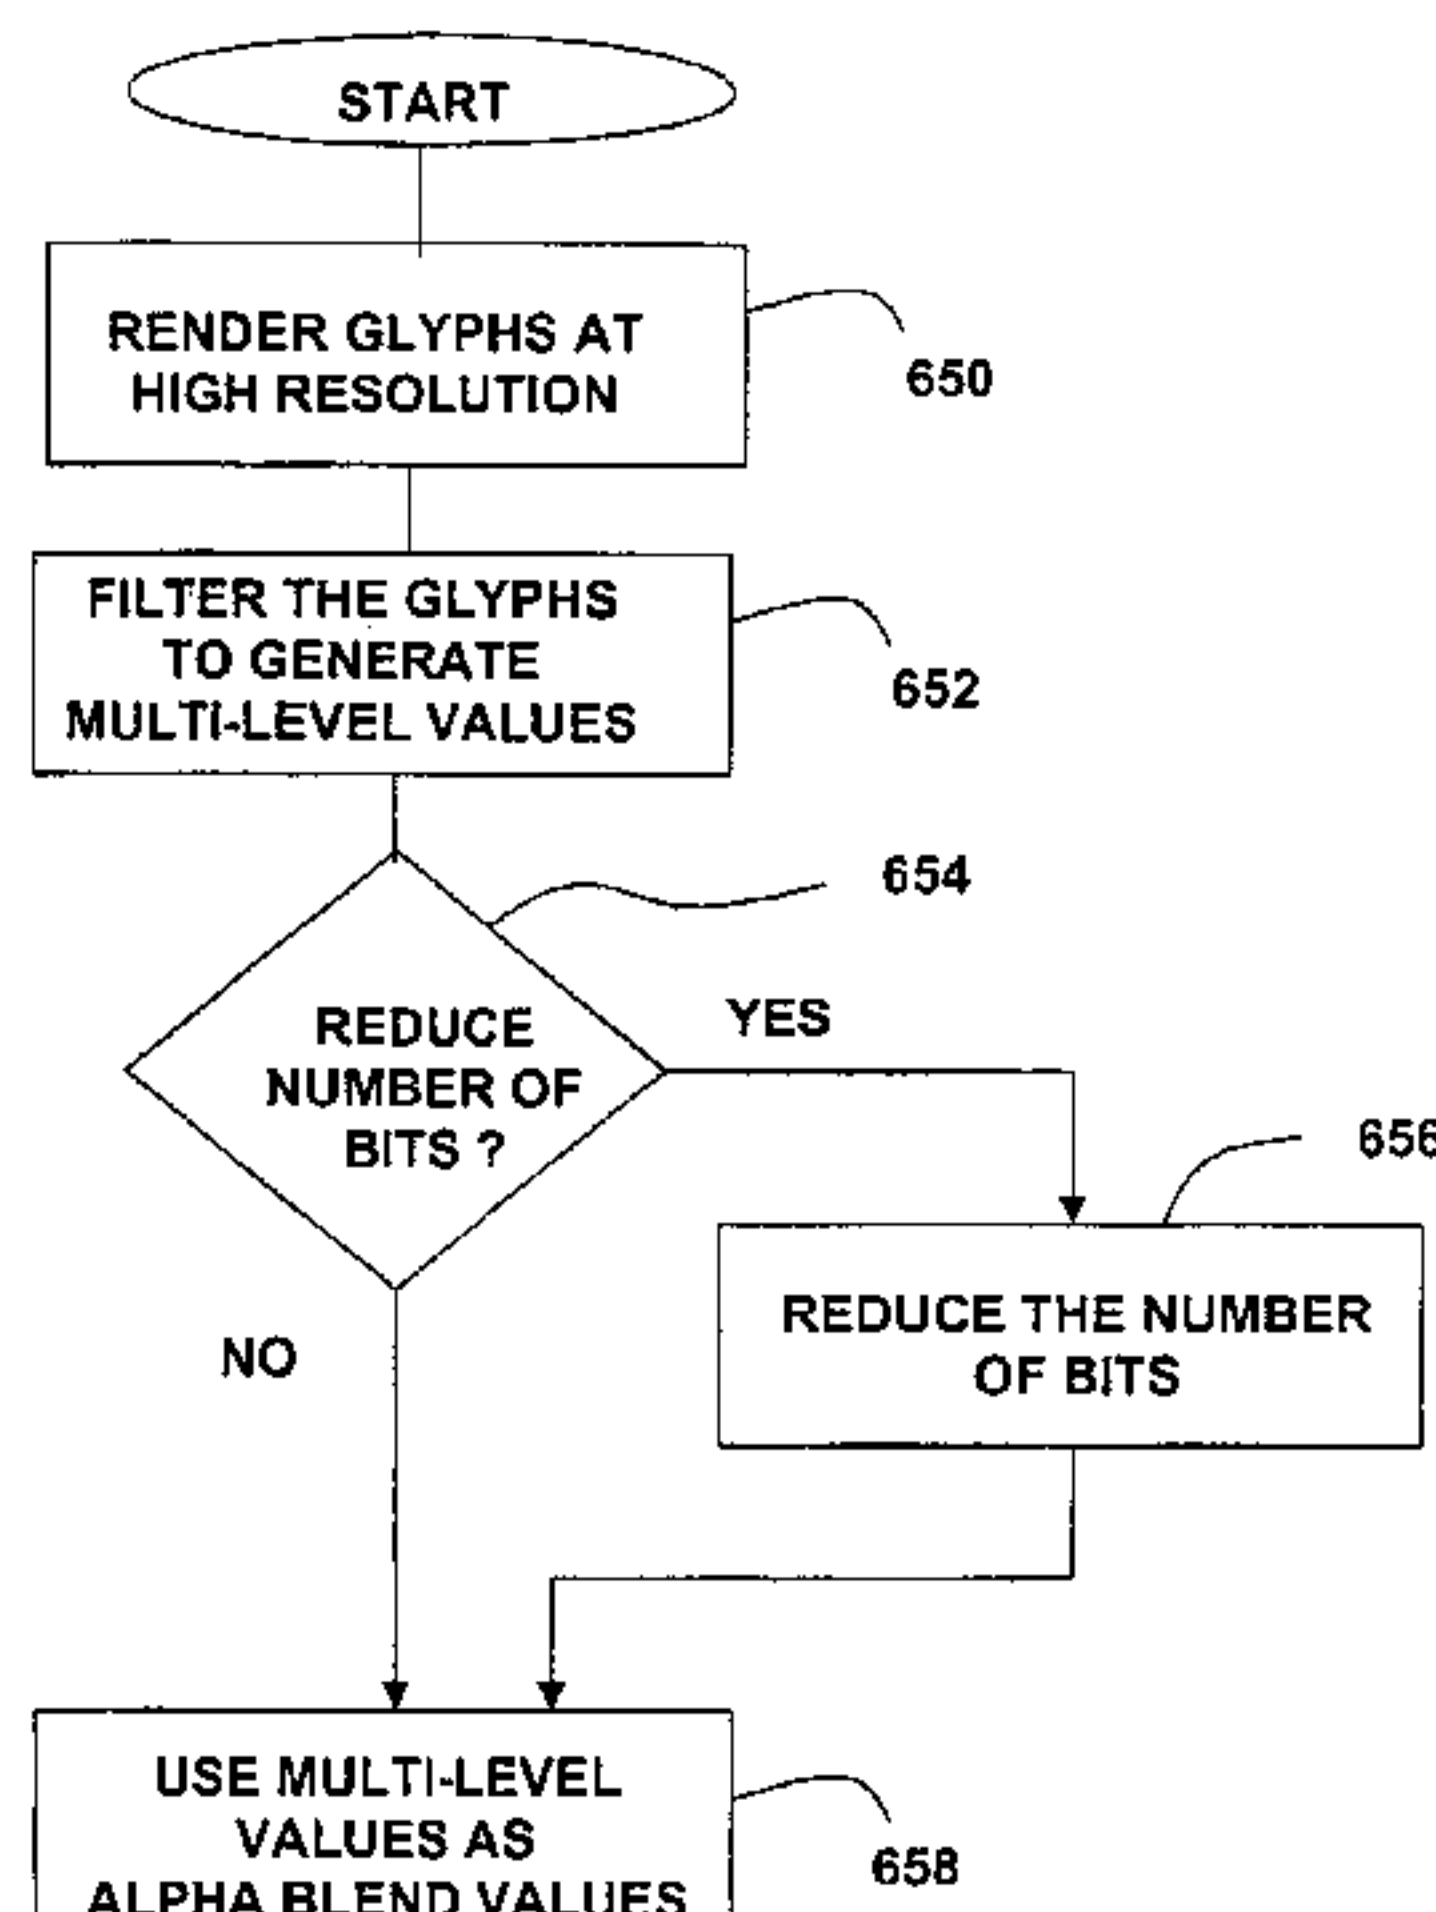 START
RENDER GLYPHS AT
HIGH RESOLUTION
650
FILTER THE GLYPHS
TO GENERATE
MULTI-LEVEL VALUES
652
654
REDUCE
NUMBER OF
BITS ?
YES
656
REDUCE THE NUMBER
OF BITS
NO
USE MULTI-LEVEL
VALUES AS
ALPHA BLEND VALUES
658